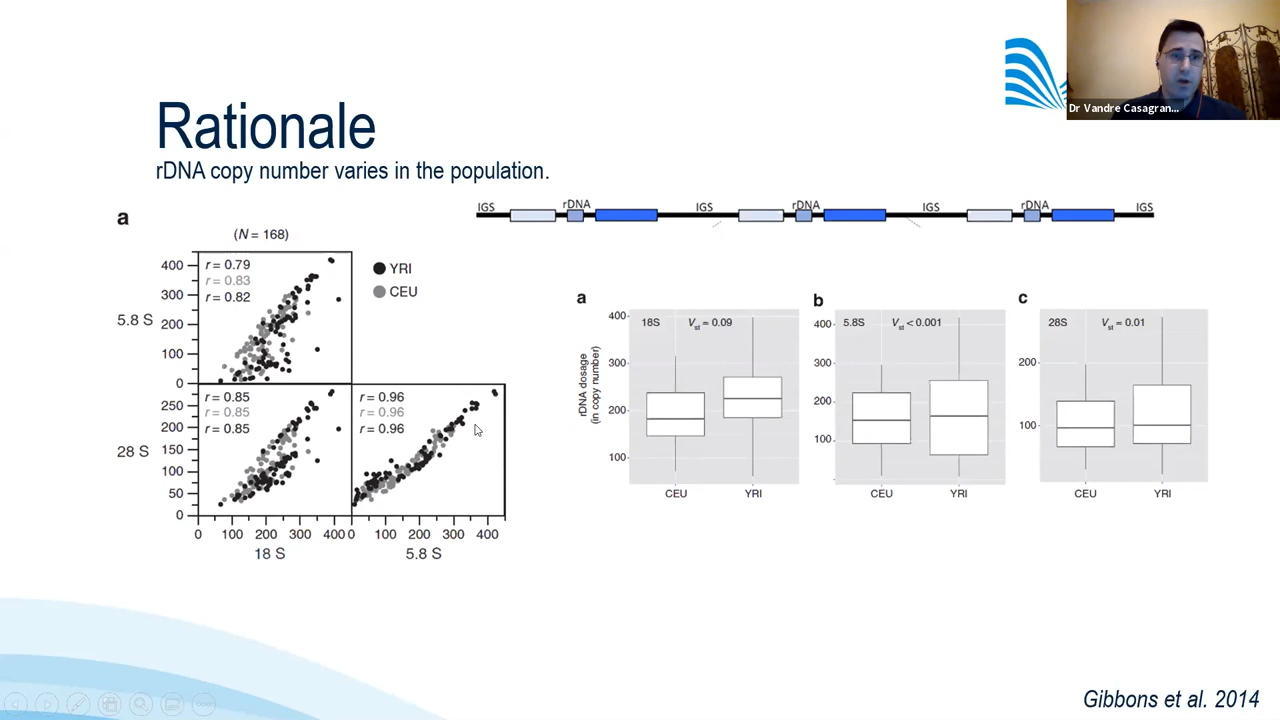 Dr Vandre Casagran...
Rationale
rDNA copy number varies in the population.
IGS rDNA IGS rDNA IGS rDNA IGS
a
(N = 168)
400
300
200
100
0
5.8 S
r = 0.79
r = 0.83
r = 0.82
YRI
CEU
250
200
150
100
50
0
28 S
r = 0.85
r = 0.85
r = 0.85
r = 0.96
r = 0.96
r = 0.96
0 100 200 300 400 0 100 200 300 400
18 S 5.8 S
a
18S Vst = 0.09
rDNA dosage
(in copy number)
400
300
200
100
CEU YRI
b
5.8S Vst < 0.001
400
300
200
100
CEU YRI
c
28S Vst = 0.01
200
100
CEU YRI
Gibbons et al. 2014